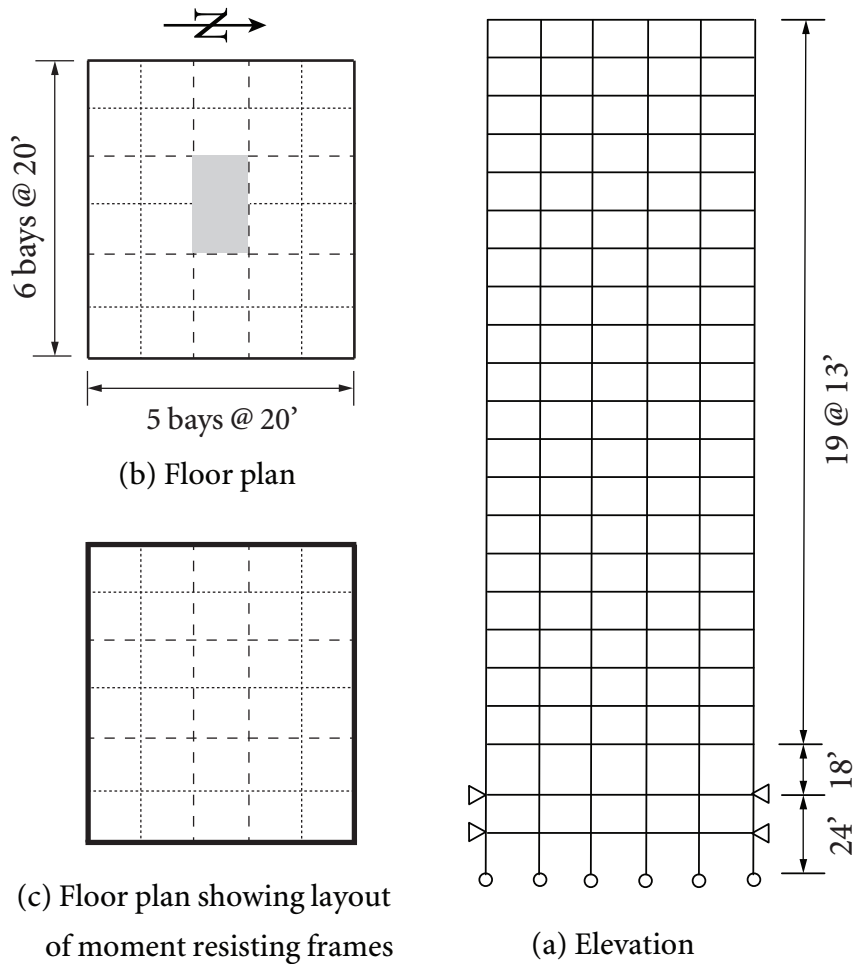 N
6 bays @ 20’
5 bays @ 20’
(b) Floor plan
(c) Floor plan showing layout
of moment resisting frames
19 @ 13’
18’
24’
(a) Elevation